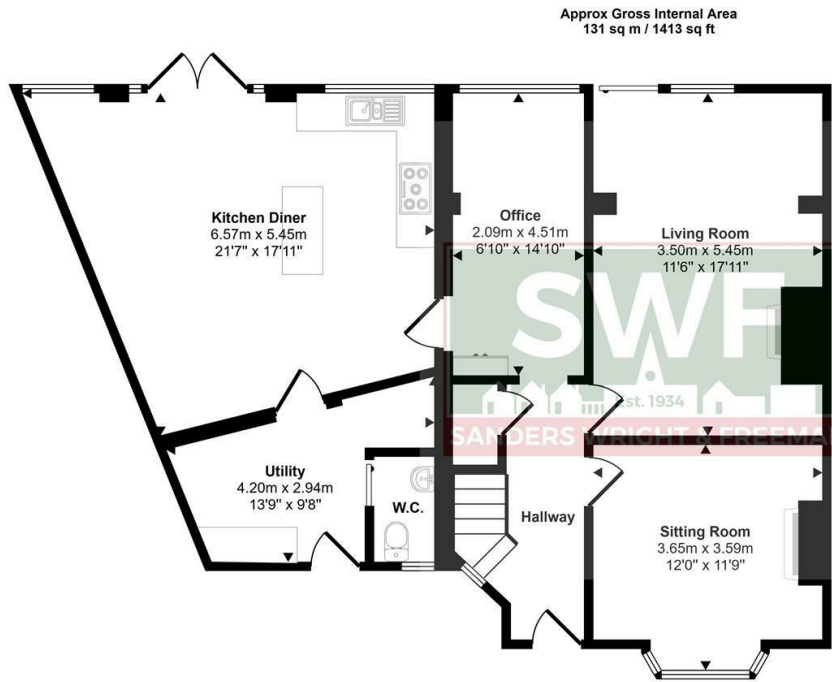 Approx Gross Internal Area
131 sq m / 1413 sq ft
Kitchen Diner
6.57m x 5.45m
21'7" x 17'11"
Office
2.09m x 4.51m
6'10" x 14'10"
Living Room
3.50m x 5.45m
11'6" x 17'11"
SWF
Est. 1934
SANDERS WRIGHT & FREEMA
Utility
4.20m x 2.94m
13'9" x 9'8"
W.C.
Hallway
Sitting Room
3.65m x 3.59m
12'0" x 11'9"